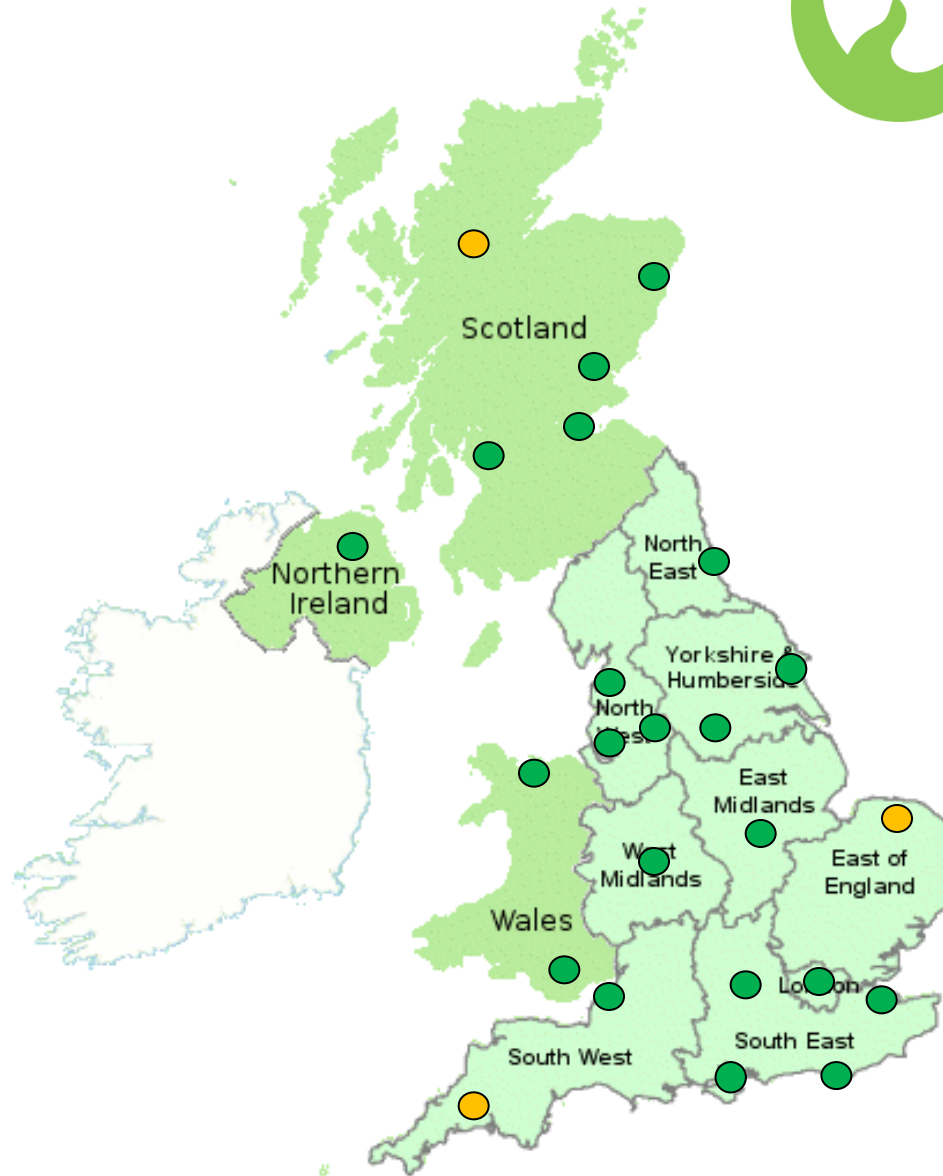 Scotland
North
East
Northern
Ireland
Yorkshire &
Humberside
North
West
East
Midlands
West
Midlands
East of
England
Wales
London
South East
South West